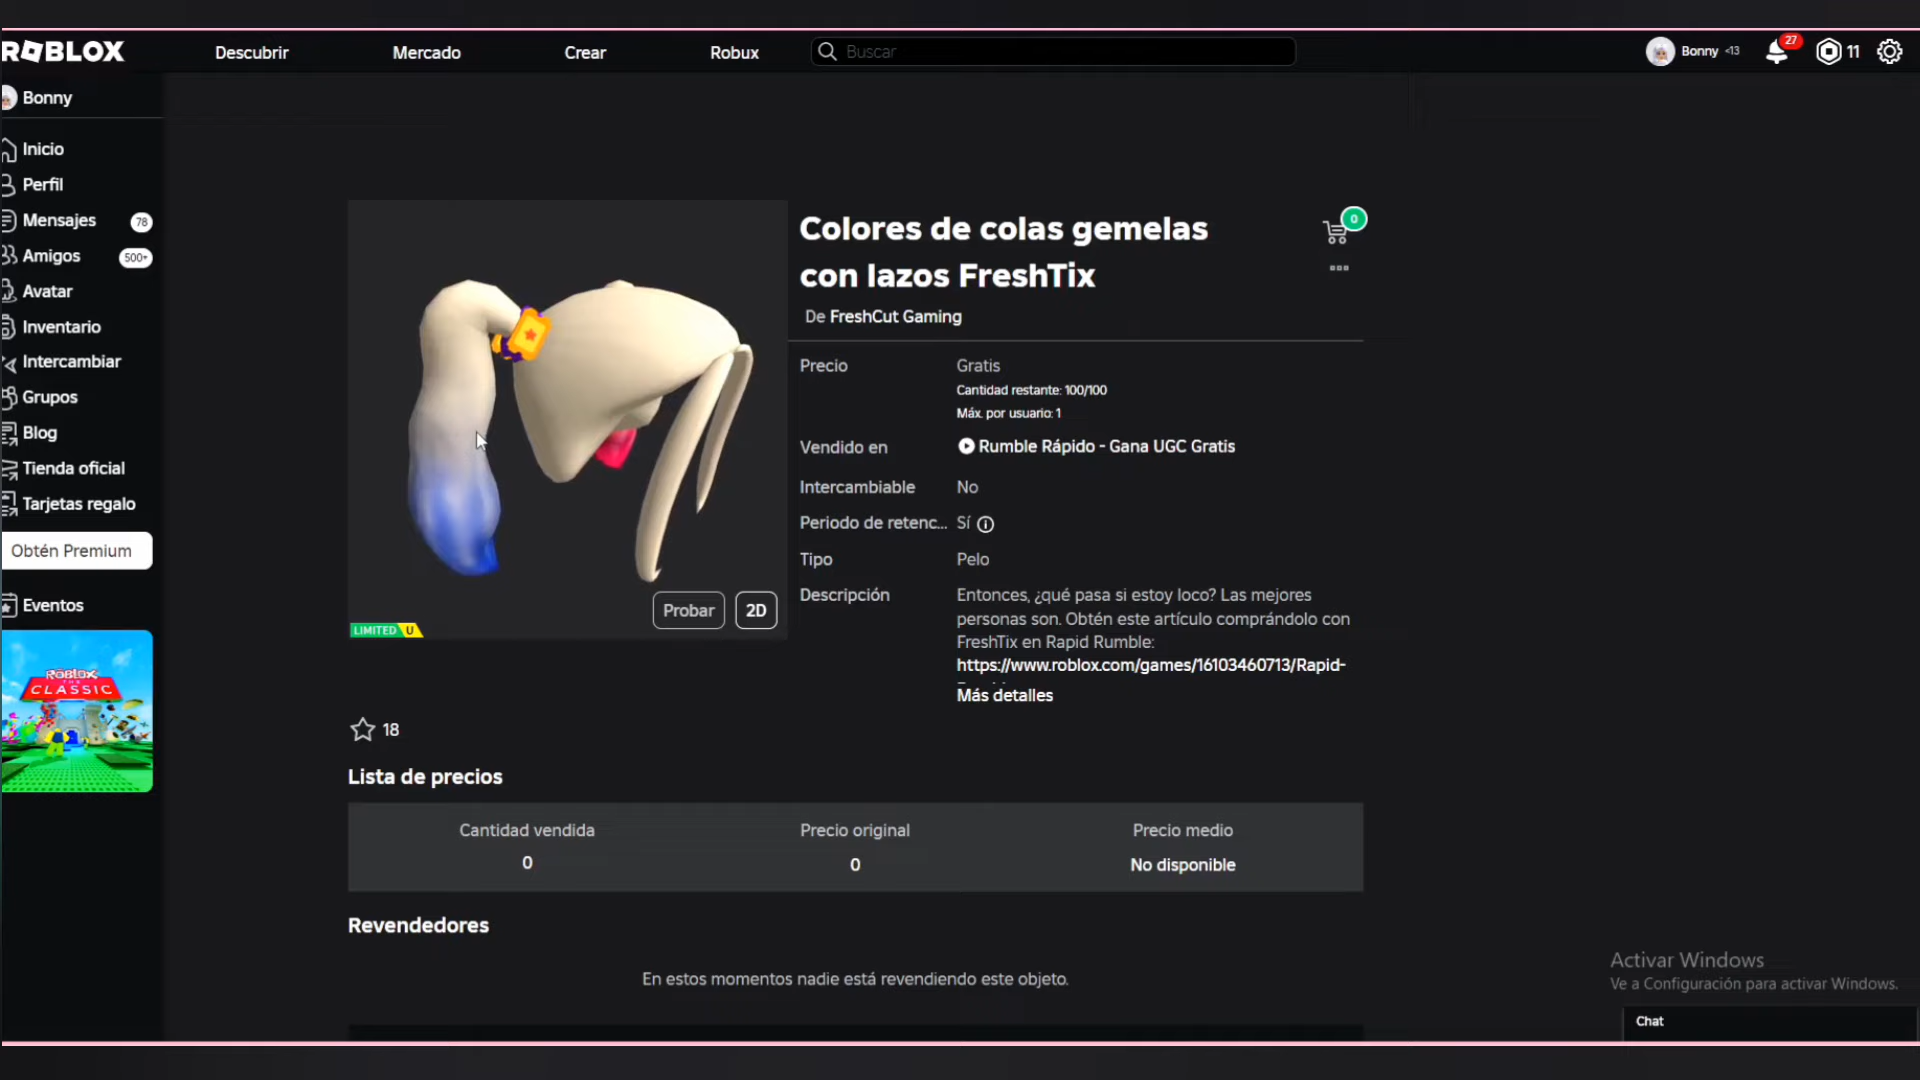 ROBLOX
Descubrir
Mercado
Crear
Robux
Buscar
Bonny <13
27
11
Bonny
Inicio
Perfil
Mensajes 78
Amigos 500+
Avatar
Inventario
Intercambiar
Grupos
Blog
Tienda oficial
Tarjetas regalo
Obtén Premium
Eventos
ROBLOX
THE
CLASSIC
Probar
2D
LIMITED U
Colores de colas gemelas
con lazos FreshTix
0
De FreshCut Gaming
Precio
Gratis
Cantidad restante: 100/100
Máx. por usuario: 1
Vendido en
Rumble Rápido - Gana UGC Gratis
Intercambiable
No
Periodo de retenc...
Sí
Tipo
Pelo
Descripción
Entonces, ¿qué pasa si estoy loco? Las mejores
personas son. Obtén este artículo comprándolo con
FreshTix en Rapid Rumble:
https://www.roblox.com/games/16103460713/Rapid-
Más detalles
18
Lista de precios
Cantidad vendida
0
Precio original
0
Precio medio
No disponible
Revendedores
En estos momentos nadie está revendiendo este objeto.
Activar Windows
Ve a Configuración para activar Windows.
Chat